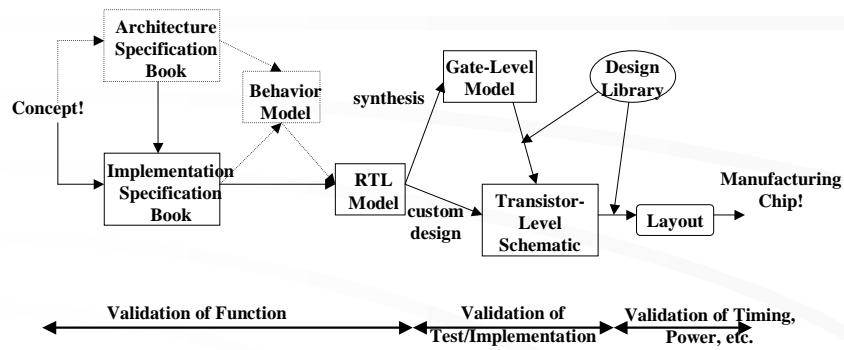 Architecture
Specification
Book
Concept!
Behavior
Model
Implementation
Specification
Book
RTL
Model
synthesis
custom
design
Gate-Level
Model
Design
Library
Transistor-
Level
Schematic
Layout
Manufacturing
Chip!
Validation of Function
Validation of
Test/Implementation
Validation of Timing,
Power, etc.